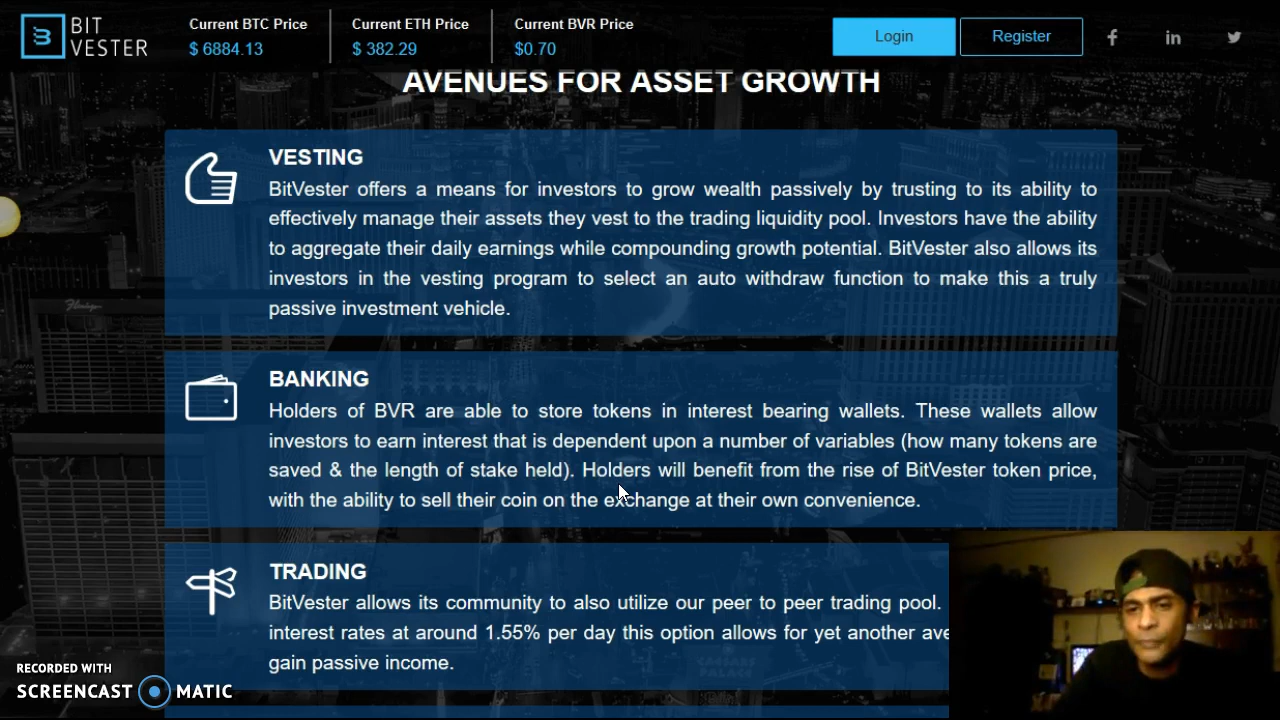 BIT
VESTER
Current BTC Price
$ 6884.13
Current ETH Price
$ 382.29
Current BVR Price
$0.70
Login
Register
AVENUES FOR ASSET GROWTH
VESTING
BitVester offers a means for investors to grow wealth passively by trusting to its ability to
effectively manage their assets they vest to the trading liquidity pool. Investors have the ability
to aggregate their daily earnings while compounding growth potential. BitVester also allows its
investors in the vesting program to select an auto withdraw function to make this a truly
passive investment vehicle.
BANKING
Holders of BVR are able to store tokens in interest bearing wallets. These wallets allow
investors to earn interest that is dependent upon a number of variables (how many tokens are
saved & the length of stake held). Holders will benefit from the rise of BitVester token price,
with the ability to sell their coin on the exchange at their own convenience.
TRADING
BitVester allows its community to also utilize our peer to peer trading pool.
interest rates at around 1.55% per day this option allows for yet another ave
gain passive income.
Flamingo
CAESARS
PALACE
RECORDED WITH
SCREENCAST MATIC